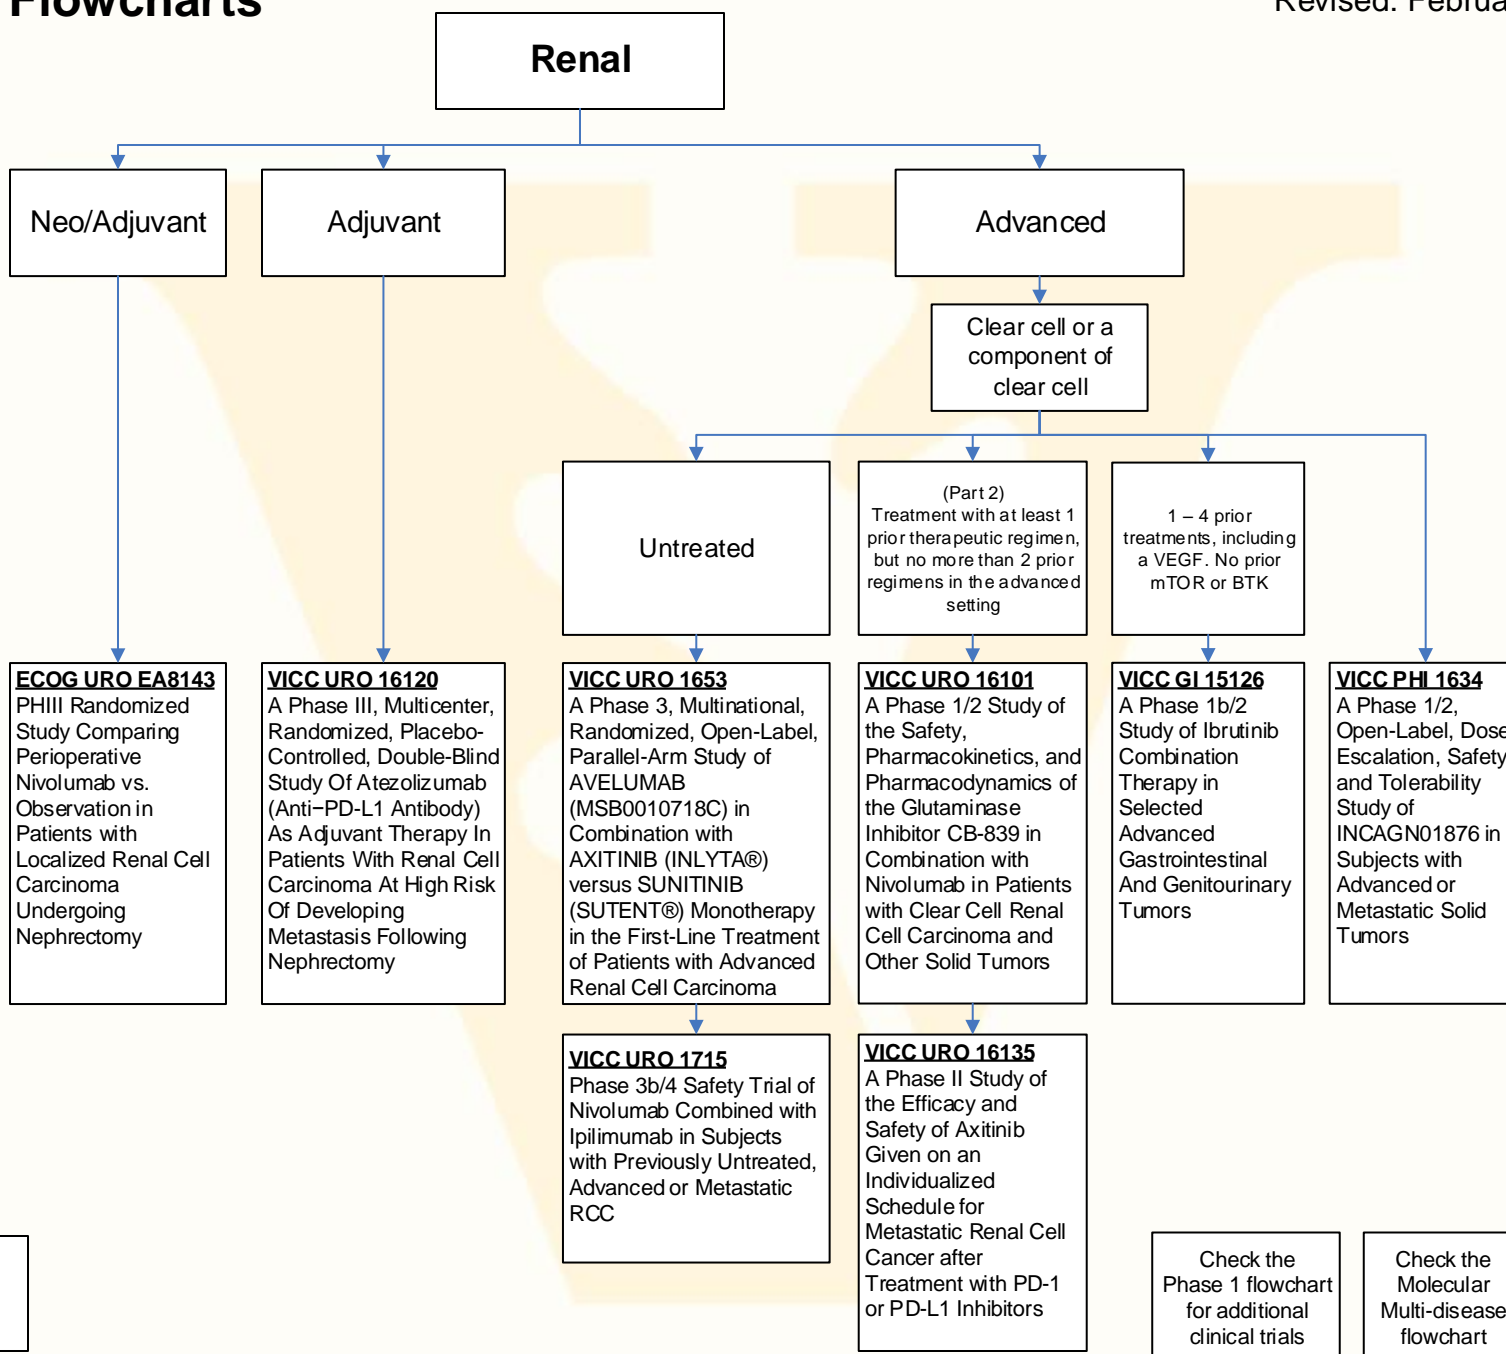 Flowcharts
Revised: Februa
Renal
Neo/Adjuvant
Adjuvant
Advanced
Clear cell or a
component of
clear cell
Untreated
(Part 2)
Treatment with at least 1
prior therapeutic regimen,
but no more than 2 prior
regimens in the advanced
setting
1 – 4 prior
treatments, including
a VEGF. No prior
mTOR or BTK
ECOG URO EA8143
PHIII Randomized
Study Comparing
Perioperative
Nivolumab vs.
Observation in
Patients with
Localized Renal Cell
Carcinoma
Undergoing
Nephrectomy
VICC URO 16120
A Phase III, Multicenter,
Randomized, Placebo-
Controlled, Double-Blind
Study Of Atezolizumab
(Anti−PD-L1 Antibody)
As Adjuvant Therapy In
Patients With Renal Cell
Carcinoma At High Risk
Of Developing
Metastasis Following
Nephrectomy
VICC URO 1653
A Phase 3, Multinational,
Randomized, Open-Label,
Parallel-Arm Study of
AVELUMAB
(MSB0010718C) in
Combination with
AXITINIB (INLYTA®)
versus SUNITINIB
(SUTENT®) Monotherapy
in the First-Line Treatment
of Patients with Advanced
Renal Cell Carcinoma
VICC URO 16101
A Phase 1/2 Study of
the Safety,
Pharmacokinetics, and
Pharmacodynamics of
the Glutaminase
Inhibitor CB-839 in
Combination with
Nivolumab in Patients
with Clear Cell Renal
Cell Carcinoma and
Other Solid Tumors
VICC GI 15126
A Phase 1b/2
Study of Ibrutinib
Combination
Therapy in
Selected
Advanced
Gastrointestinal
And Genitourinary
Tumors
VICC PHI 1634
A Phase 1/2,
Open-Label, Dose
Escalation, Safety
and Tolerability
Study of
INCAGN01876 in
Subjects with
Advanced or
Metastatic Solid
Tumors
VICC URO 1715
Phase 3b/4 Safety Trial of
Nivolumab Combined with
Ipilimumab in Subjects
with Previously Untreated,
Advanced or Metastatic
RCC
VICC URO 16135
A Phase II Study of
the Efficacy and
Safety of Axitinib
Given on an
Individualized
Schedule for
Metastatic Renal Cell
Cancer after
Treatment with PD-1
or PD-L1 Inhibitors
Check the
Phase 1 flowchart
for additional
clinical trials
Check the
Molecular
Multi-disease
flowchart